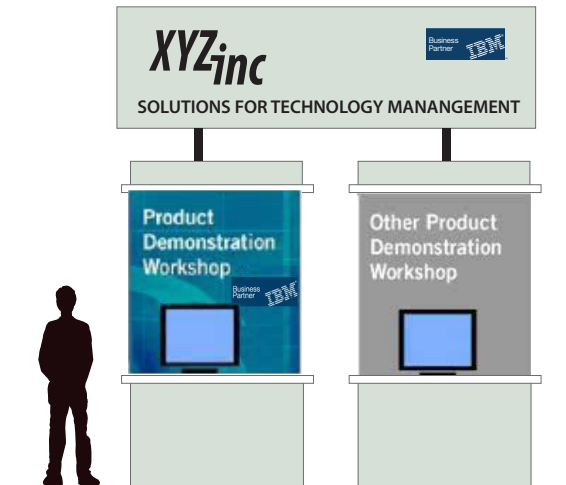 XYZinc
Business
Partner
IBM
SOLUTIONS FOR TECHNOLOGY MANANGEMENT
Product
Demonstration
Workshop
Business
Partner
IBM
Other Product
Demonstration
Workshop